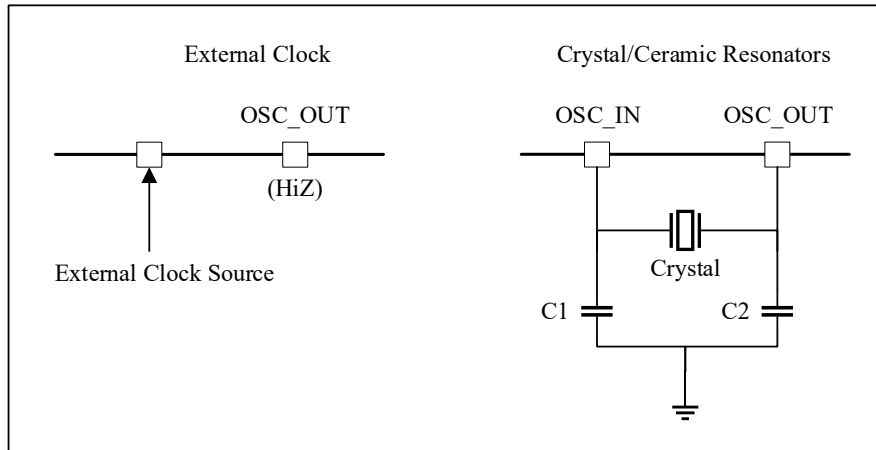 External Clock
OSC_OUT
(HiZ)
External Clock Source
Crystal/Ceramic Resonators
OSC_IN OSC_OUT
Crystal
C1 C2